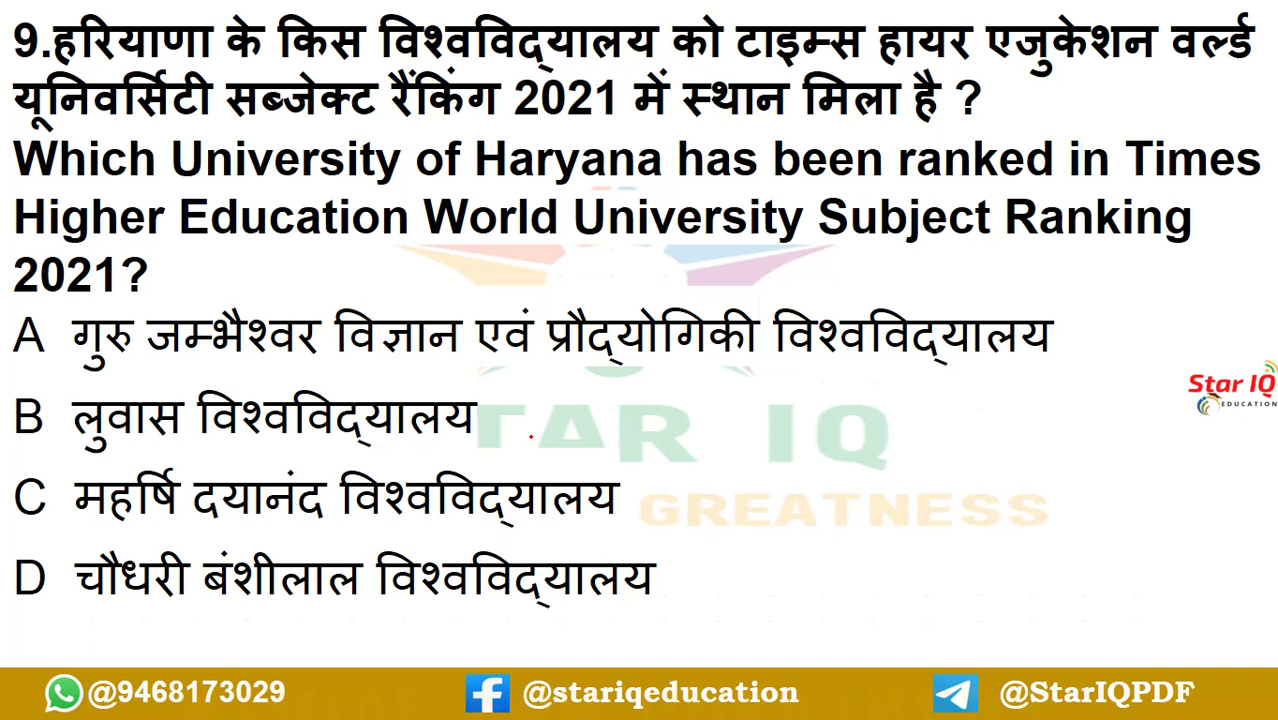 9.हरियाणा के किस विश्वविद्यालय को टाइम्स हायर एजुकेशन वर्ल्ड
यूनिवर्सिटी सब्जेक्ट रैंकिंग 2021 में स्थान मिला है ?
Which University of Haryana has been ranked in Times
Higher Education World University Subject Ranking
2021?
A गुरु जम्भैश्वर विज्ञान एवं प्रौद्योगिकी विश्वविद्यालय
B लुवास विश्वविद्यालय
C महर्षि दयानंद विश्वविद्यालय
D चौधरी बंशीलाल विश्वविद्यालय
STAR IQ
GREATNESS
Star IQ
EDUCATION
@9468173029 @stariqeducation @StarIQPDF